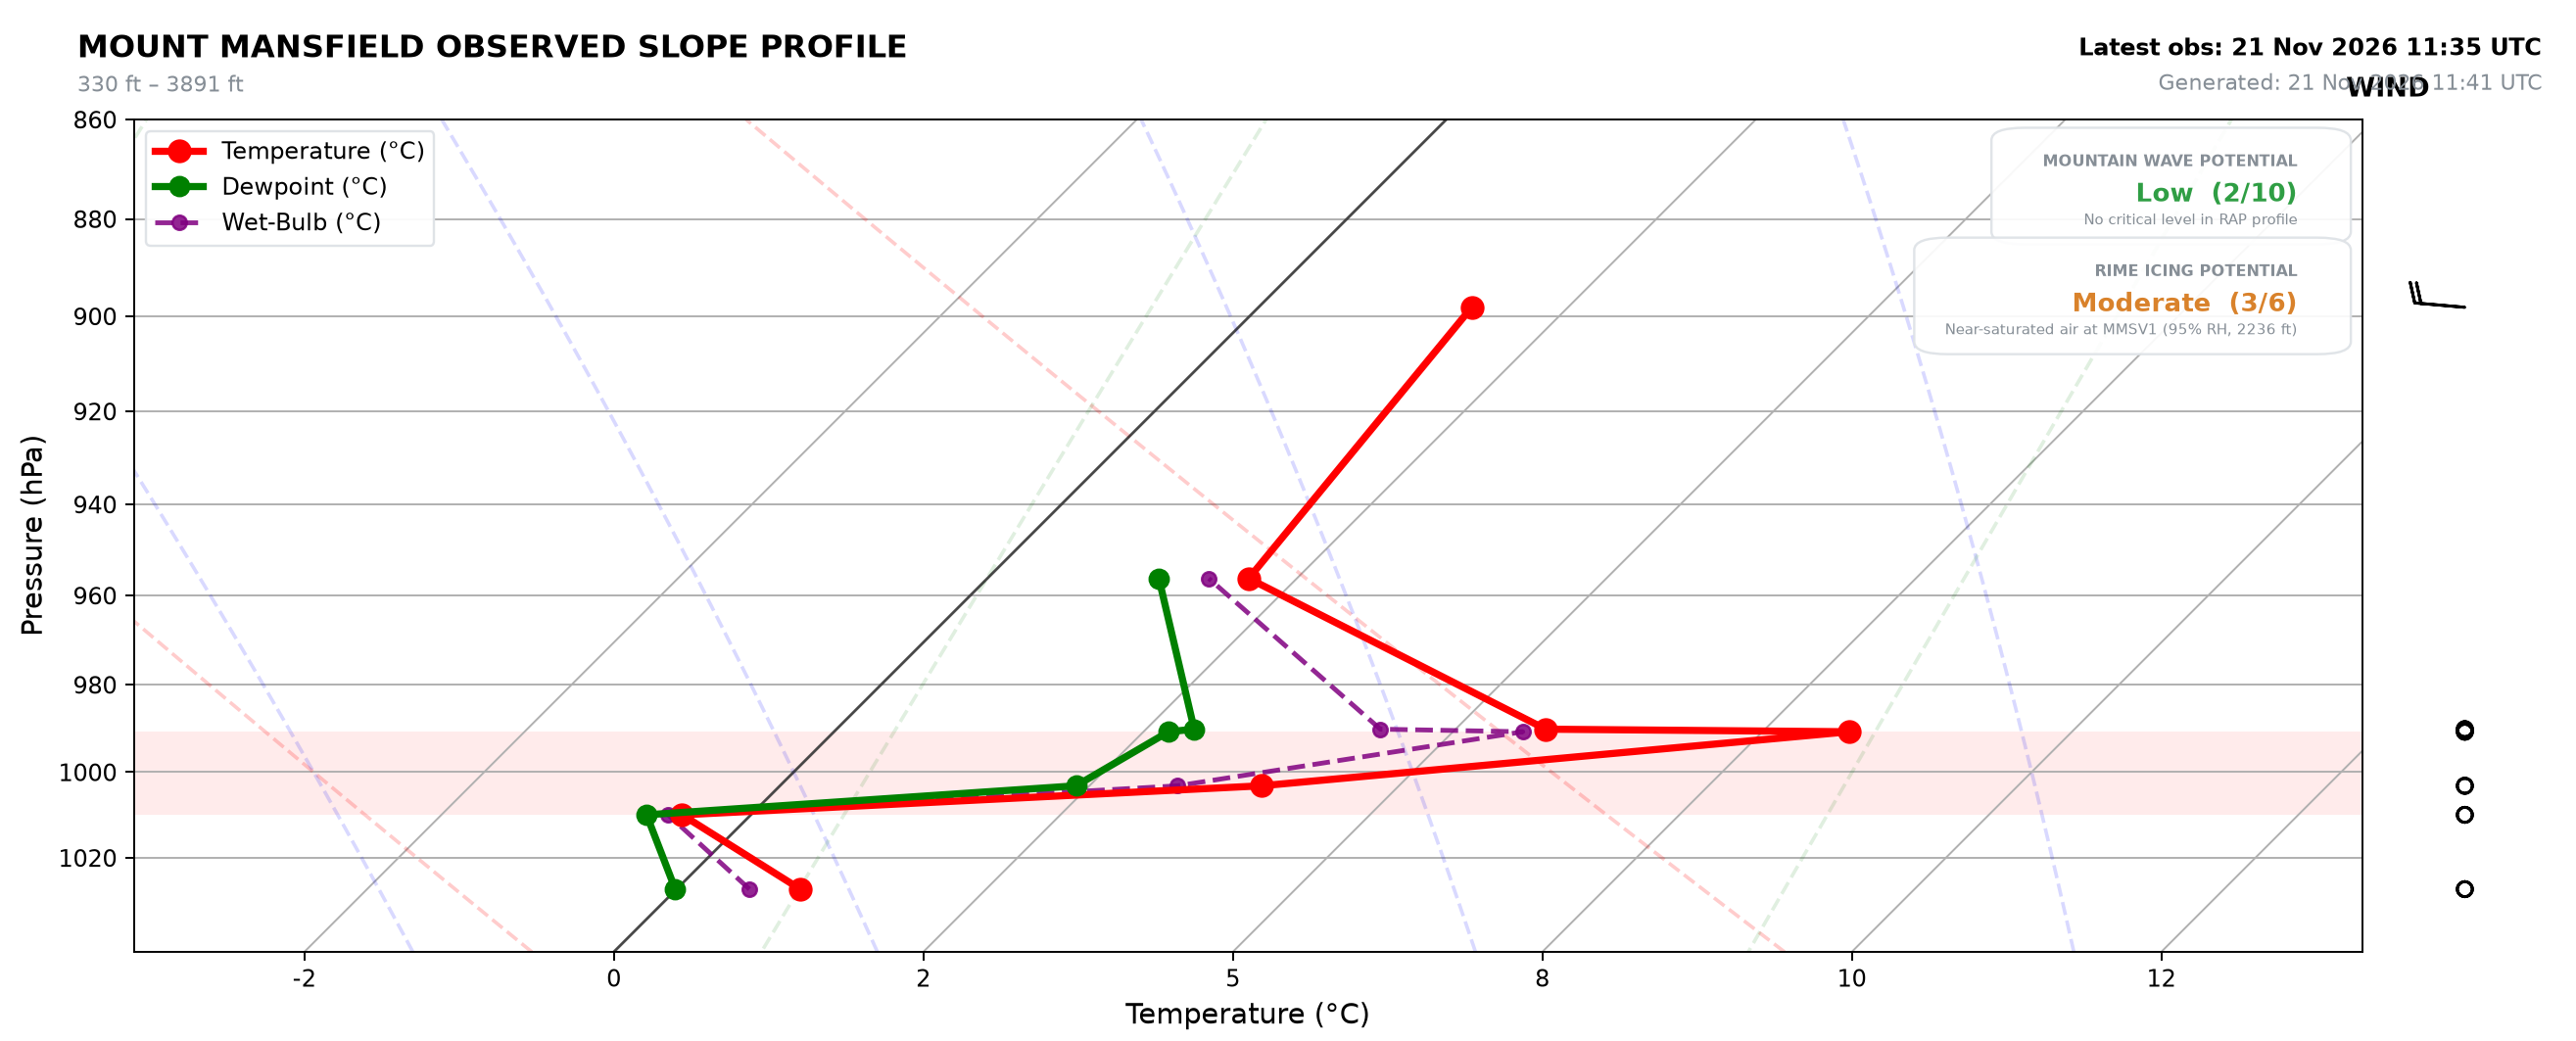 MOUNT MANSFIELD OBSERVED SLOPE PROFILE
Latest obs: 21 Nov 2026 11:35 UTC
330 ft – 3891 ft
Generated: 21 Nov 2026 11:41 UTC
WIND
Temperature (°C)
Dewpoint (°C)
Wet-Bulb (°C)
MOUNTAIN WAVE POTENTIAL
Low (2/10)
No critical level in RAP profile
RIME ICING POTENTIAL
Moderate (3/6)
Near-saturated air at MMSV1 (95% RH, 2236 ft)
Pressure (hPa)
860
880
900
920
940
960
980
1000
1020
-2 0 2 5 8 10 12
Temperature (°C)